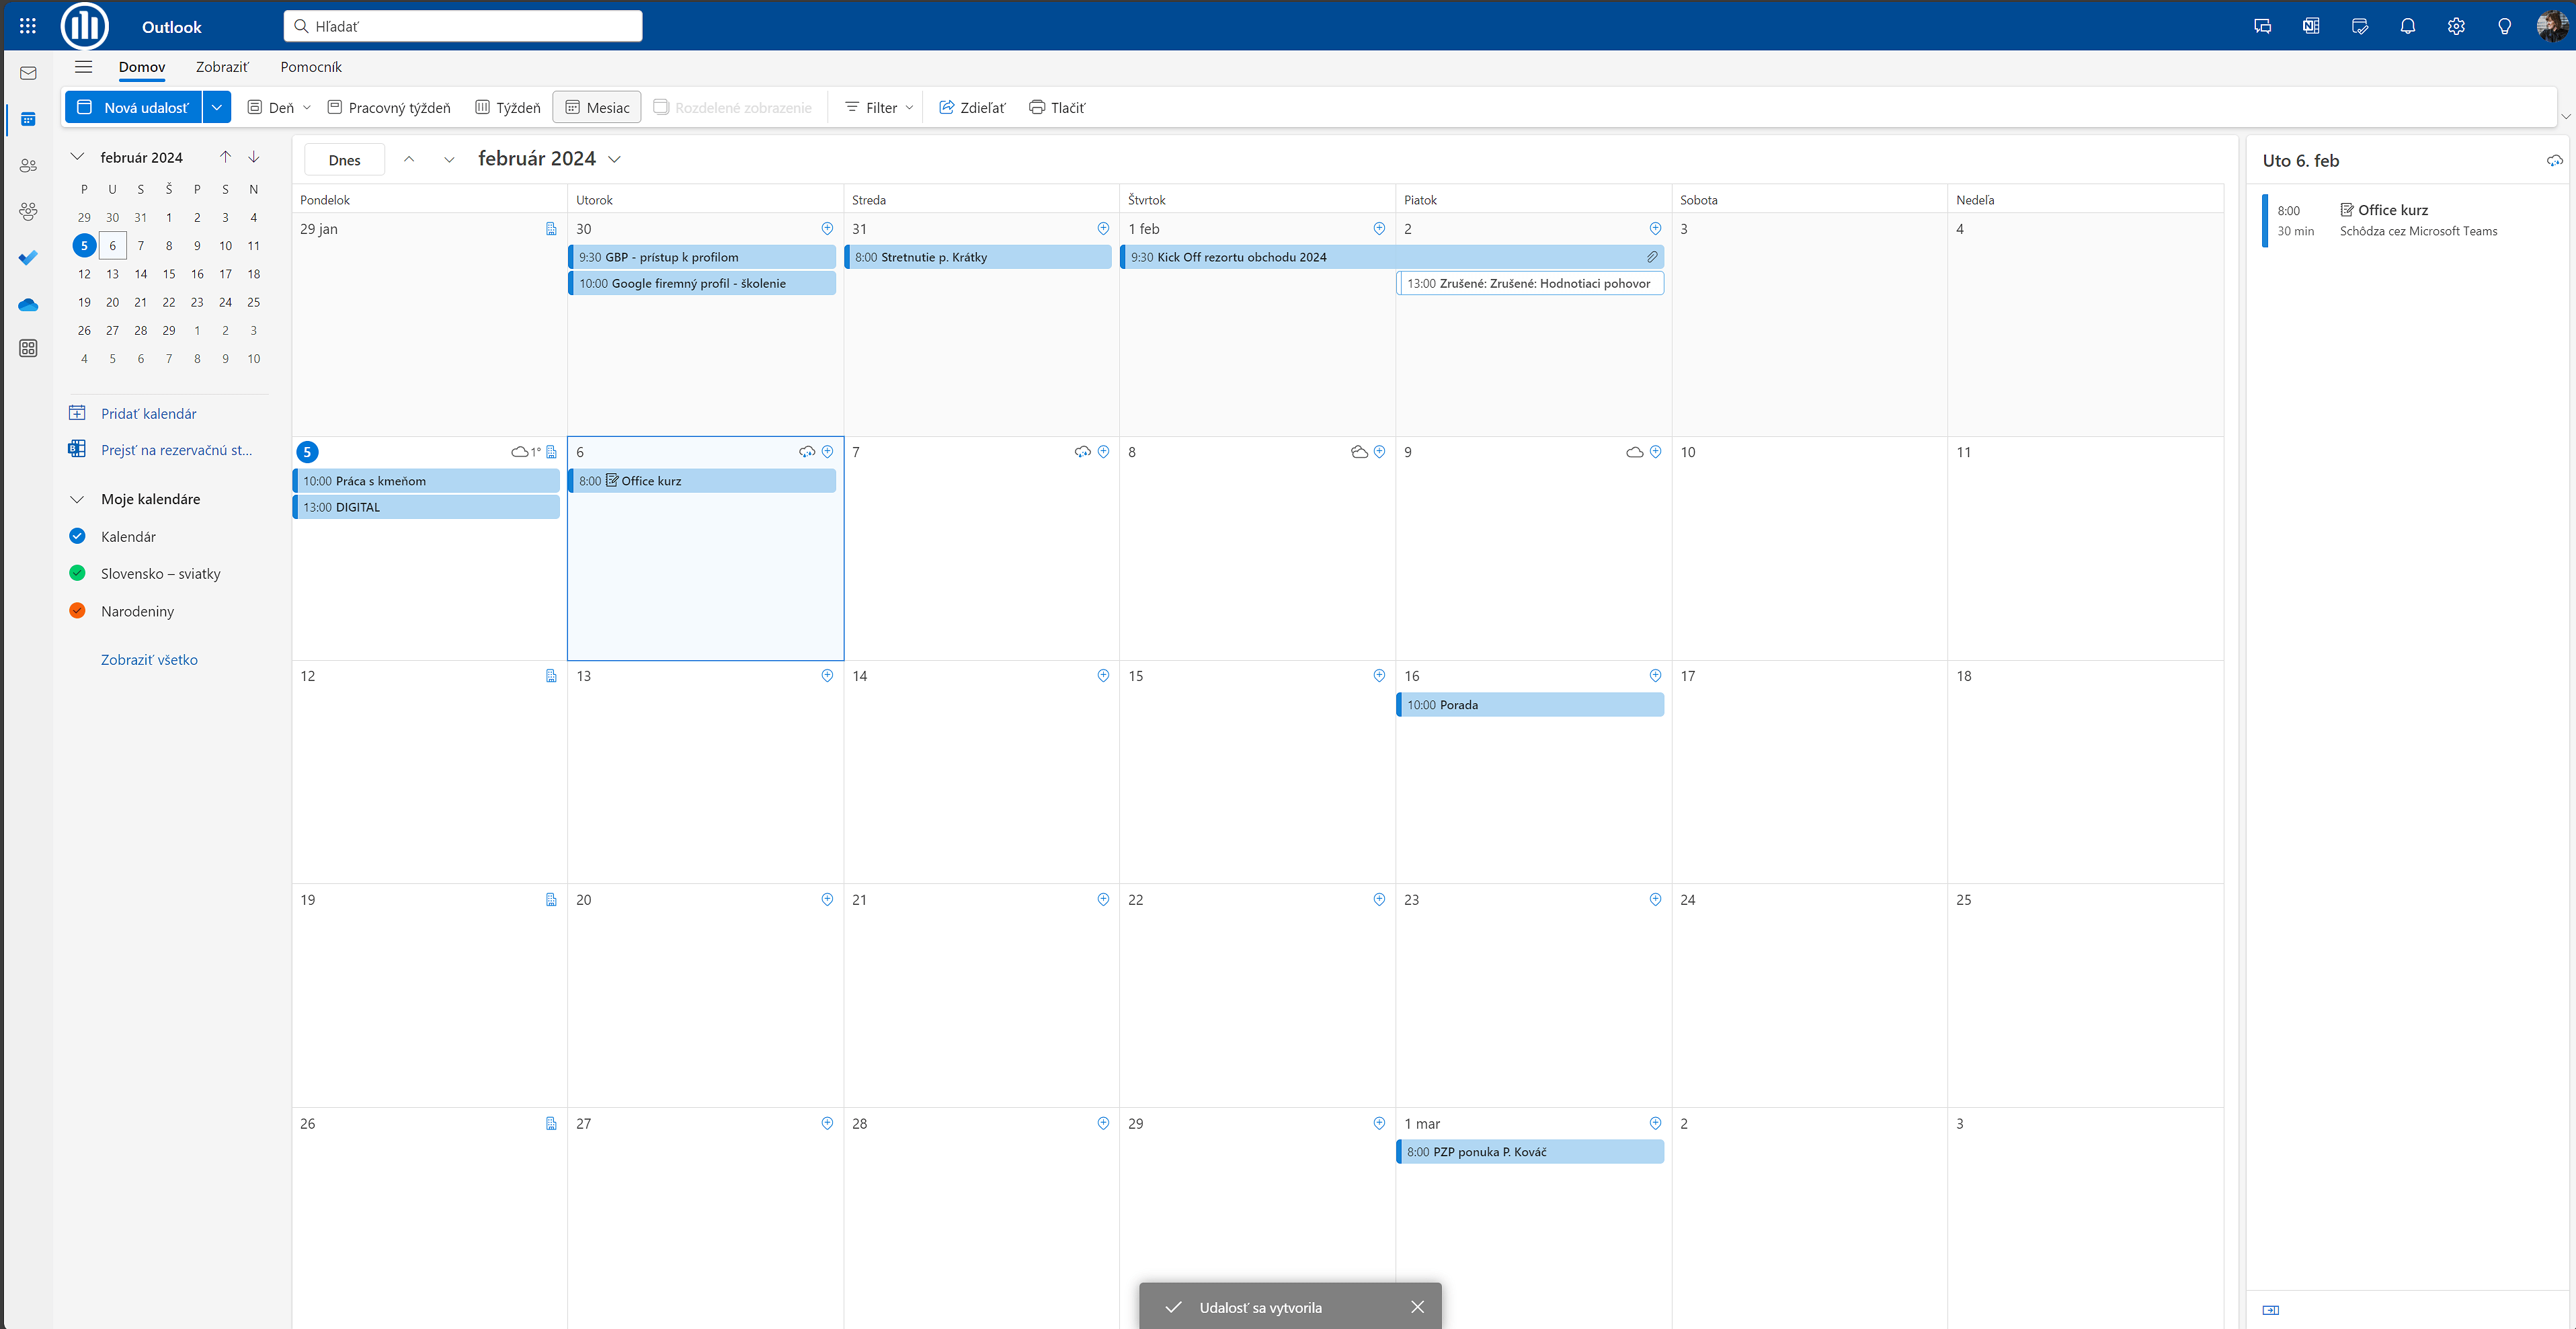 Outlook
Hľadať
Domov Zobraziť Pomocník
Nová udalosť Deň Pracovný týždeň Týždeň Mesiac Rozdelené zobrazenie Filter Zdieľať Tlačiť
február 2024
P U S Š P S N
29 30 31 1 2 3 4
5 6 7 8 9 10 11
12 13 14 15 16 17 18
19 20 21 22 23 24 25
26 27 28 29 1 2 3
4 5 6 7 8 9 10
Pridať kalendár
Prejsť na rezervačnú st...
Moje kalendáre
Kalendár
Slovensko – sviatky
Narodeniny
Zobraziť všetko
Dnes február 2024
Pondelok Utorok Streda Štvrtok Piatok Sobota Nedeľa
29 jan 30 31 1 feb 2 3 4
9:30 GBP - prístup k profilom 8:00 Stretnutie p. Krátky 9:30 Kick Off rezortu obchodu 2024
10:00 Google firemný profil - školenie 13:00 Zrušené: Zrušené: Hodnotiaci pohovor
5 1° 6 7 8 9 10 11
10:00 Práca s kmeňom 8:00 Office kurz
13:00 DIGITAL
12 13 14 15 16 17 18
10:00 Porada
19 20 21 22 23 24 25
26 27 28 29 1 mar 2 3
8:00 PZP ponuka P. Kováč
Udalosť sa vytvorila
Uto 6. feb
8:00 Office kurz
30 min Schôdza cez Microsoft Teams